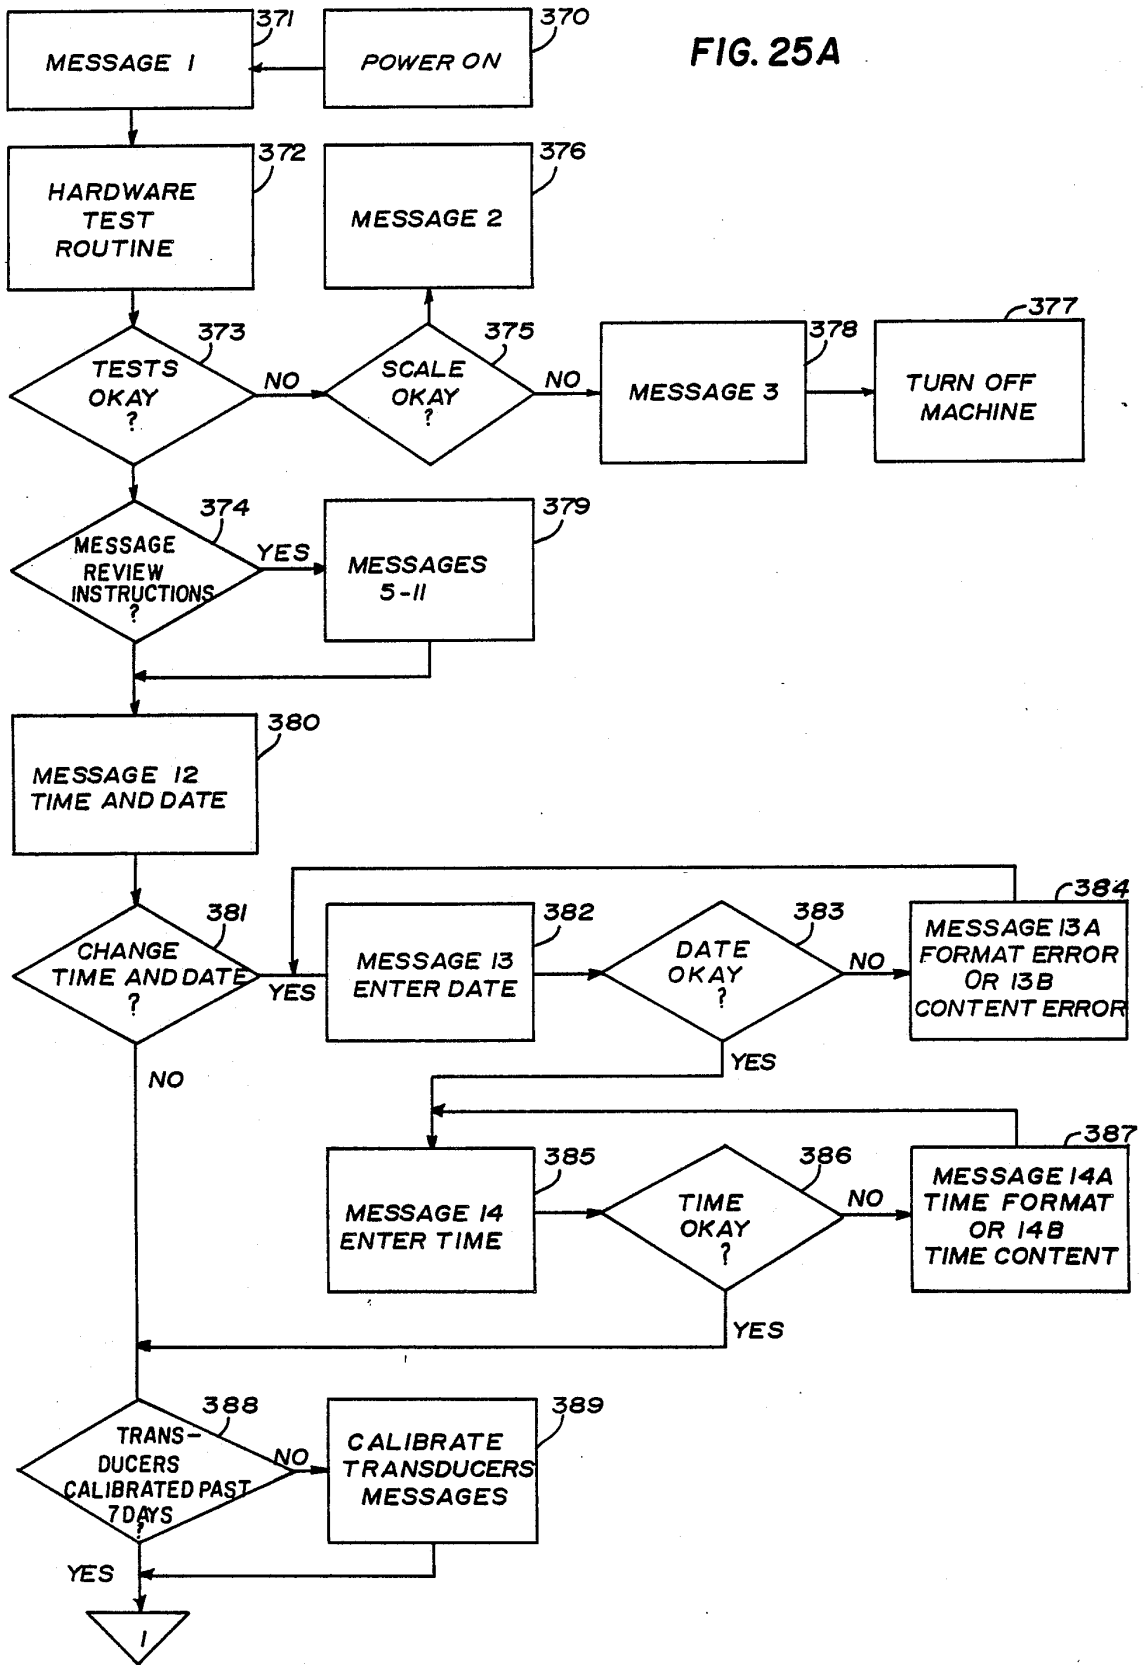 FIG. 25A
371
MESSAGE 1
370
POWER ON
372
HARDWARE
TEST
ROUTINE
376
MESSAGE 2
373
TESTS
OKAY
?
NO
375
SCALE
OKAY
?
NO
378
MESSAGE 3
377
TURN OFF
MACHINE
374
MESSAGE
REVIEW
INSTRUCTIONS
?
YES
379
MESSAGES
5-11
380
MESSAGE 12
TIME AND DATE
381
CHANGE
TIME AND DATE
?
YES
NO
382
MESSAGE 13
ENTER DATE
383
DATE
OKAY
?
NO
YES
384
MESSAGE 13A
FORMAT ERROR
OR 13B
CONTENT ERROR
385
MESSAGE 14
ENTER TIME
386
TIME
OKAY
?
NO
YES
387
MESSAGE 14A
TIME FORMAT
OR 14B
TIME CONTENT
388
TRANS-
DUCERS
CALIBRATED PAST
7 DAYS
?
NO
YES
389
CALIBRATE
TRANSDUCERS
MESSAGES
1